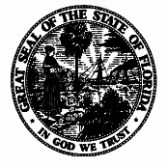 GREAT SEAL OF THE STATE OF FLORIDA
IN GOD WE TRUST